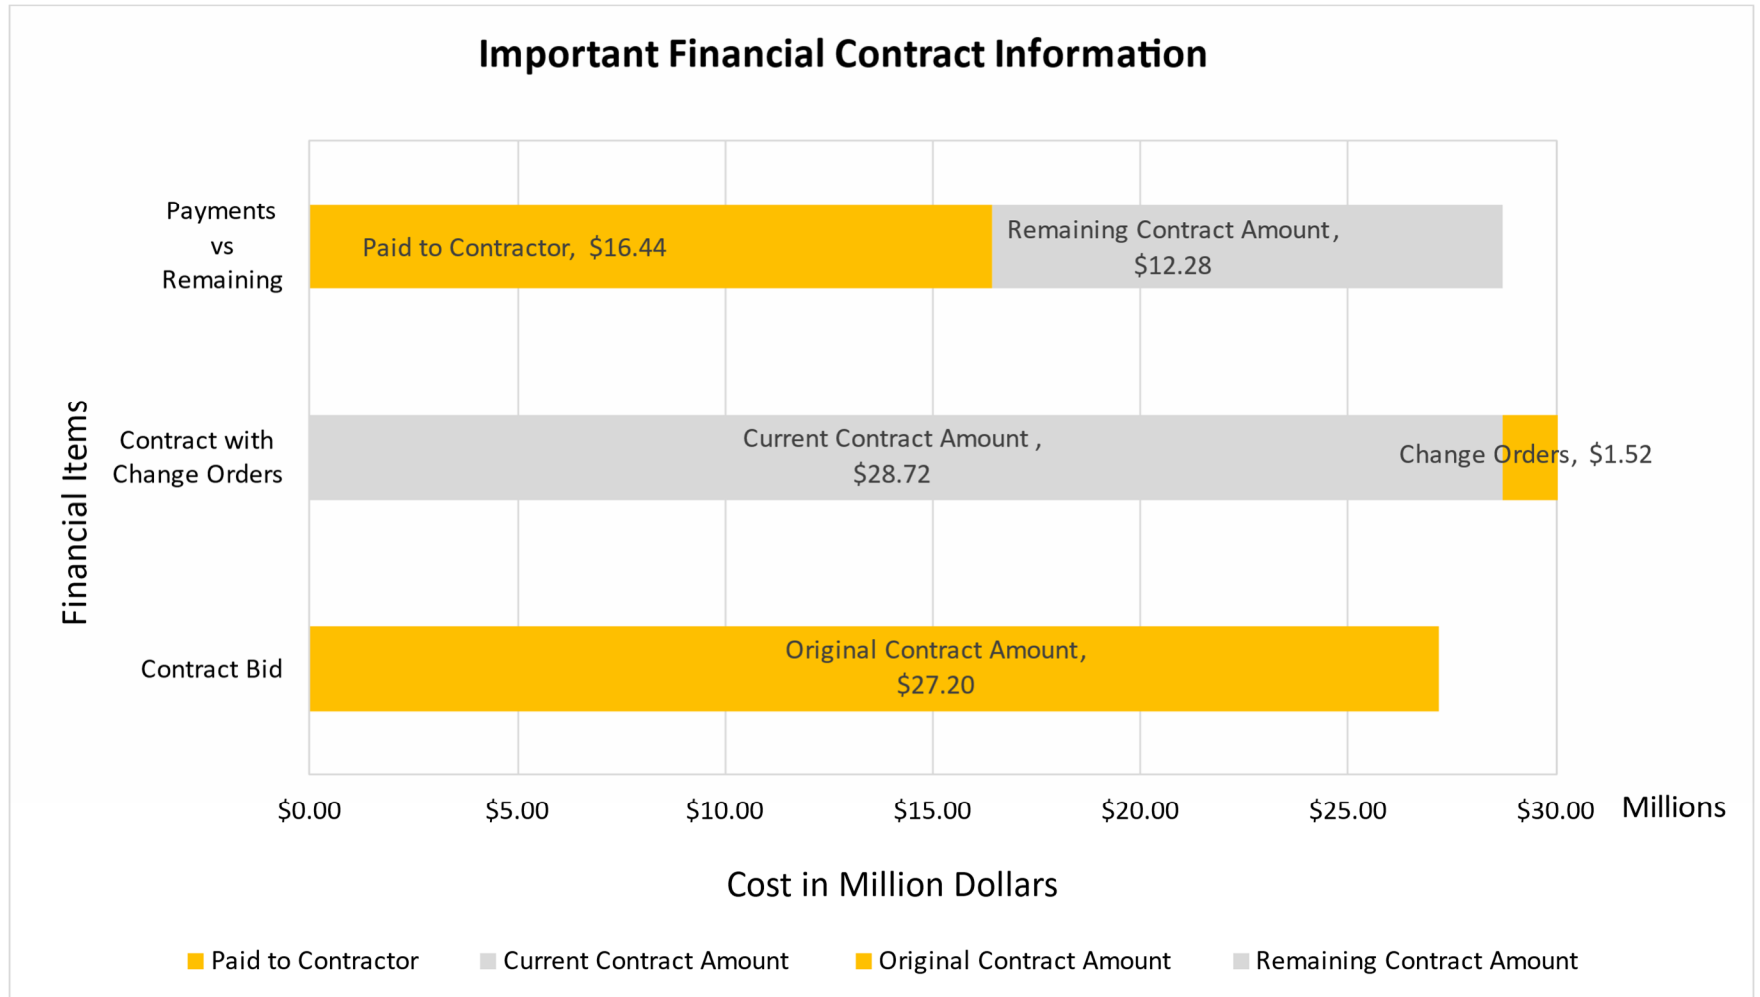 Important Financial Contract Information
Payments
vs
Remaining
Paid to Contractor, $16.44
Remaining Contract Amount ,
$12.28
Financial Items
Contract with
Change Orders
Current Contract Amount ,
$28.72
Change Orders, $1.52
Contract Bid
Original Contract Amount,
$27.20
$0.00 $5.00 $10.00 $15.00 $20.00 $25.00 $30.00 Millions
Cost in Million Dollars
Paid to Contractor Current Contract Amount Original Contract Amount Remaining Contract Amount